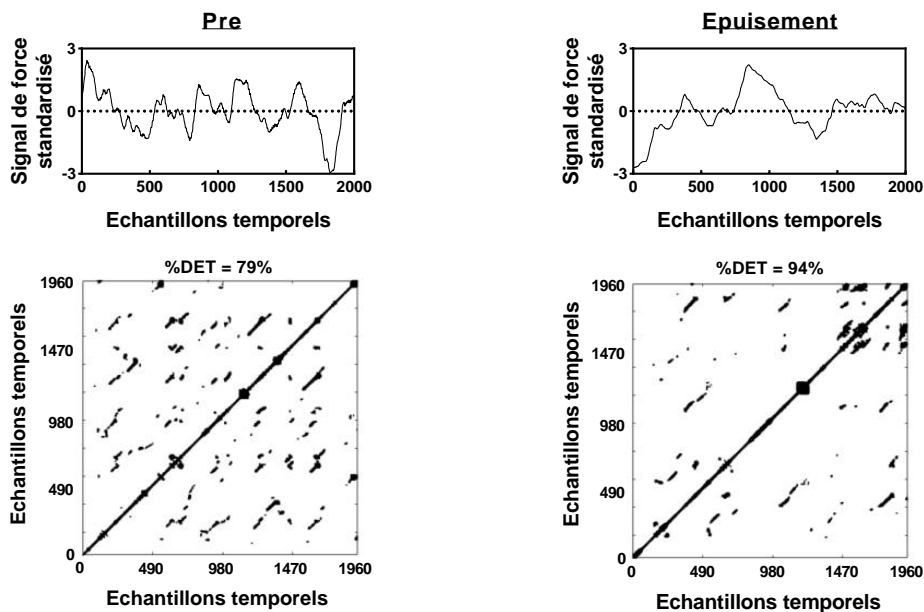 Pre
Signal de force
standardisé
3
0
-3
0
500
1000
1500
2000
Echantillons temporels
Epuisement
Signal de force
standardisé
3
0
-3
0
500
1000
1500
2000
Echantillons temporels
%DET = 79%
Echantillons temporels
1960
1470
980
490
0
0
490
980
1470
1960
Echantillons temporels
%DET = 94%
Echantillons temporels
1960
1470
980
490
0
0
490
980
1470
1960
Echantillons temporels